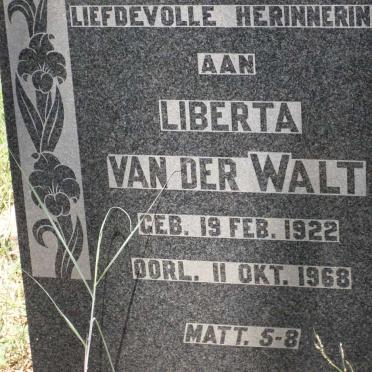 LIEFDEVOLLE HERINNERIN
AAN
LIBERTA
VAN DER WALT
GEB. 19 FEB. 1922
OORL. 11 OKT. 1968
MATT. 5-8